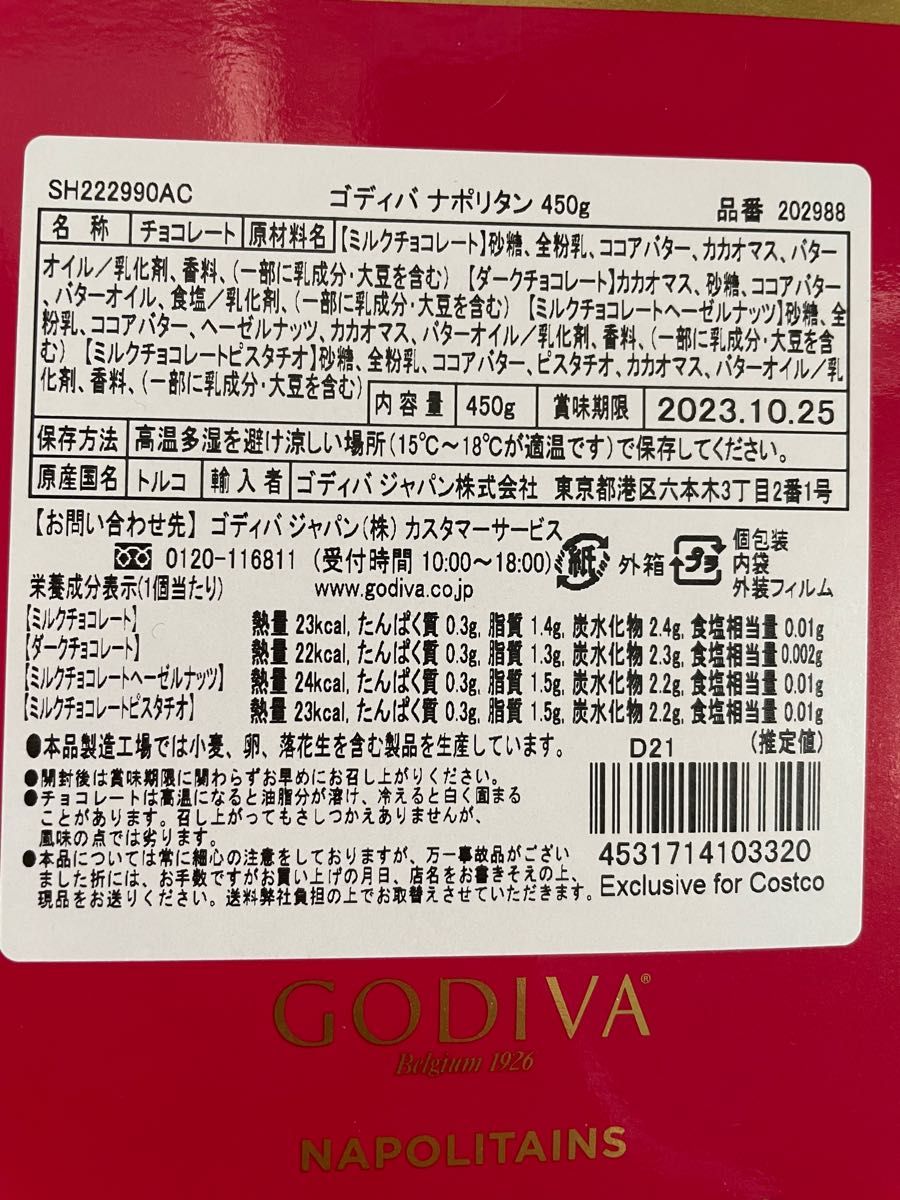 SH222990AC ゴディバ ナポリタン 450g 品番 202988
名 称 チョコレート 原材料名 【ミルクチョコレート】砂糖、全粉乳、ココアバター、カカオマス、バター
オイル／乳化剤、香料、(一部に乳成分・大豆を含む) 【ダークチョコレート】カカオマス、砂糖、ココアバター
、バターオイル、食塩／乳化剤、(一部に乳成分・大豆を含む) 【ミルクチョコレートヘーゼルナッツ】砂糖、全
粉乳、ココアバター、ヘーゼルナッツ、カカオマス、バターオイル／乳化剤、香料、(一部に乳成分・大豆を含
む) 【ミルクチョコレートピスタチオ】砂糖、全粉乳、ココアバター、ピスタチオ、カカオマス、バターオイル／乳
化剤、香料、(一部に乳成分・大豆を含む)
内 容 量 450g 賞味期限 2023.10.25
保存方法 高温多湿を避け涼しい場所(15℃～18℃が適温です)で保存してください。
原産国名 トルコ 輸 入 者 ゴディバ ジャパン株式会社 東京都港区六本木3丁目2番1号
【お問い合わせ先】 ゴディバ ジャパン(株) カスタマーサービス
0120-116811 (受付時間 10:00～18:00)
www.godiva.co.jp
紙 外箱 プラ 個包装
内袋
外装フィルム
栄養成分表示(1個当たり)
【ミルクチョコレート】 熱量 23kcal, たんぱく質 0.3g, 脂質 1.4g, 炭水化物 2.4g, 食塩相当量 0.01g
【ダークチョコレート】 熱量 22kcal, たんぱく質 0.3g, 脂質 1.3g, 炭水化物 2.3g, 食塩相当量 0.002g
【ミルクチョコレートヘーゼルナッツ】 熱量 24kcal, たんぱく質 0.3g, 脂質 1.5g, 炭水化物 2.2g, 食塩相当量 0.01g
【ミルクチョコレートピスタチオ】 熱量 23kcal, たんぱく質 0.3g, 脂質 1.5g, 炭水化物 2.2g, 食塩相当量 0.01g
●本品製造工場では小麦、卵、落花生を含む製品を生産しています。 D21 (推定値)
●開封後は賞味期限に関わらずお早めにお召し上がりください。
●チョコレートは高温になると油脂分が溶け、冷えると白く固まる
ことがあります。召し上がってもさしつかえありませんが、
風味の点では劣ります。
●本品については常に細心の注意をしておりますが、万一事故品がござい
ました折には、お手数ですがお買い上げの月日、店名をお書きそえの上、
現品をお送りください。送料弊社負担の上でお取替えさせていただきます。
4531714103320
Exclusive for Costco
GODIVA®
Belgium 1926
NAPOLITAINS